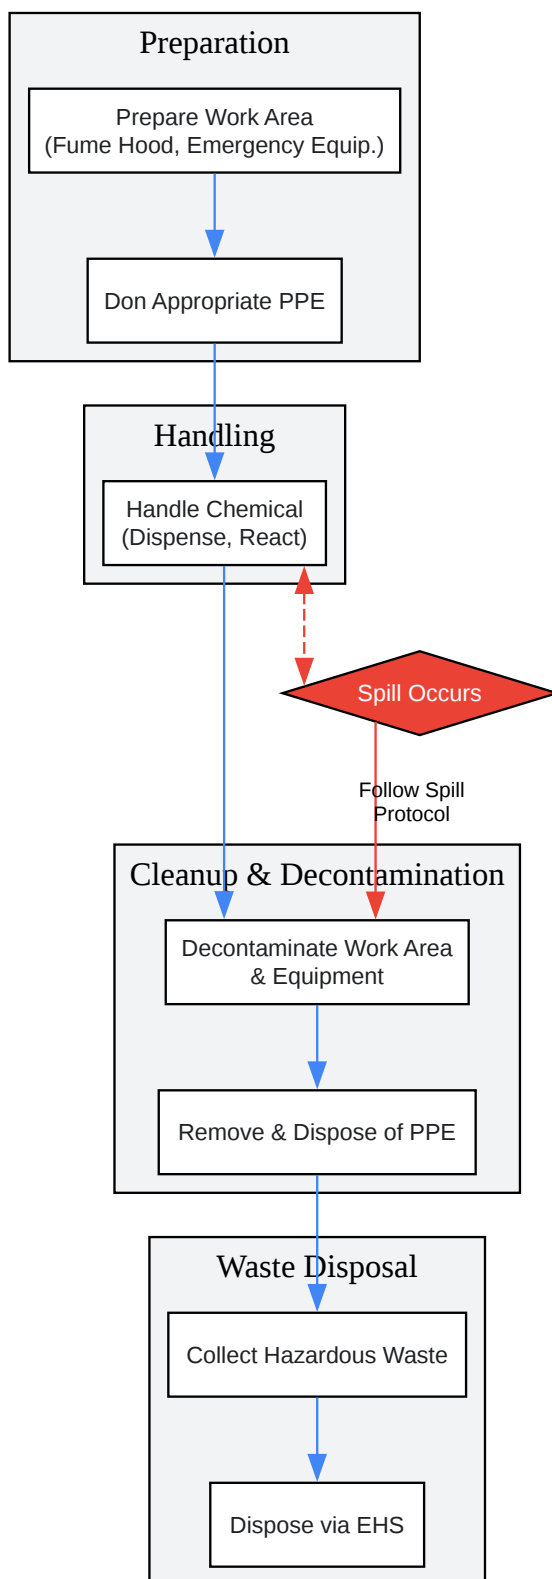 Preparation
Prepare Work Area
(Fume Hood, Emergency Equip.)
Don Appropriate PPE
Handling
Handle Chemical
(Dispense, React)
Spill Occurs
Follow Spill
Protocol
Cleanup & Decontamination
Decontaminate Work Area
& Equipment
Remove & Dispose of PPE
Waste Disposal
Collect Hazardous Waste
Dispose via EHS